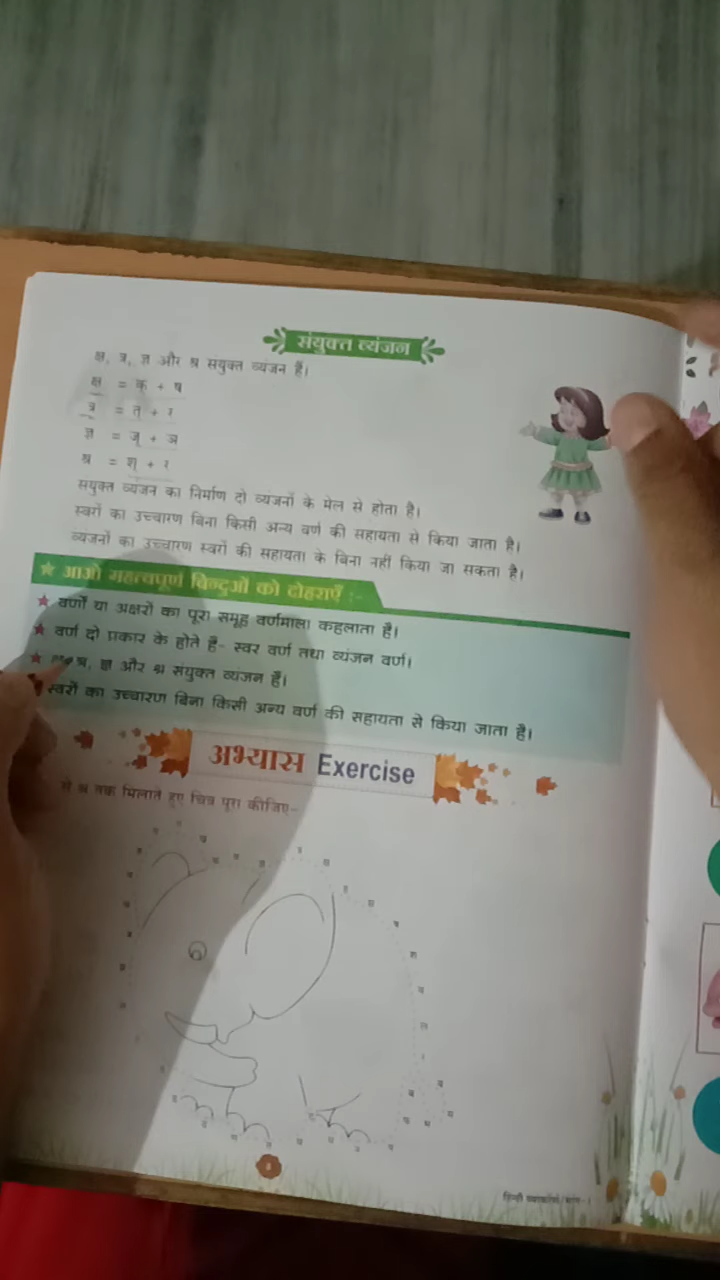 संयुक्त व्यंजन
क्ष, त्र, ज्ञ और श्र संयुक्त व्यंजन हैं।
क्ष = क् + ष
त्र = त् + र
ज्ञ = ज् + ञ
श्र = श् + र
संयुक्त व्यंजन का निर्माण दो व्यंजनों के मेल से होता है।
स्वरों का उच्चारण बिना किसी अन्य वर्ण की सहायता से किया जाता है।
व्यंजनों का उच्चारण स्वरों की सहायता के बिना नहीं किया जा सकता है।
आओ महत्वपूर्ण बिन्दुओं को दोहराएँ :-
वर्णों या अक्षरों का पूरा समूह वर्णमाला कहलाता है।
वर्ण दो प्रकार के होते हैं- स्वर वर्ण तथा व्यंजन वर्ण।
ज्ञ और श्र संयुक्त व्यंजन हैं।
स्वरों का उच्चारण बिना किसी अन्य वर्ण की सहायता से किया जाता है।
अभ्यास Exercise
से श्र तक मिलाते हुए चित्र पूरा कीजिए-